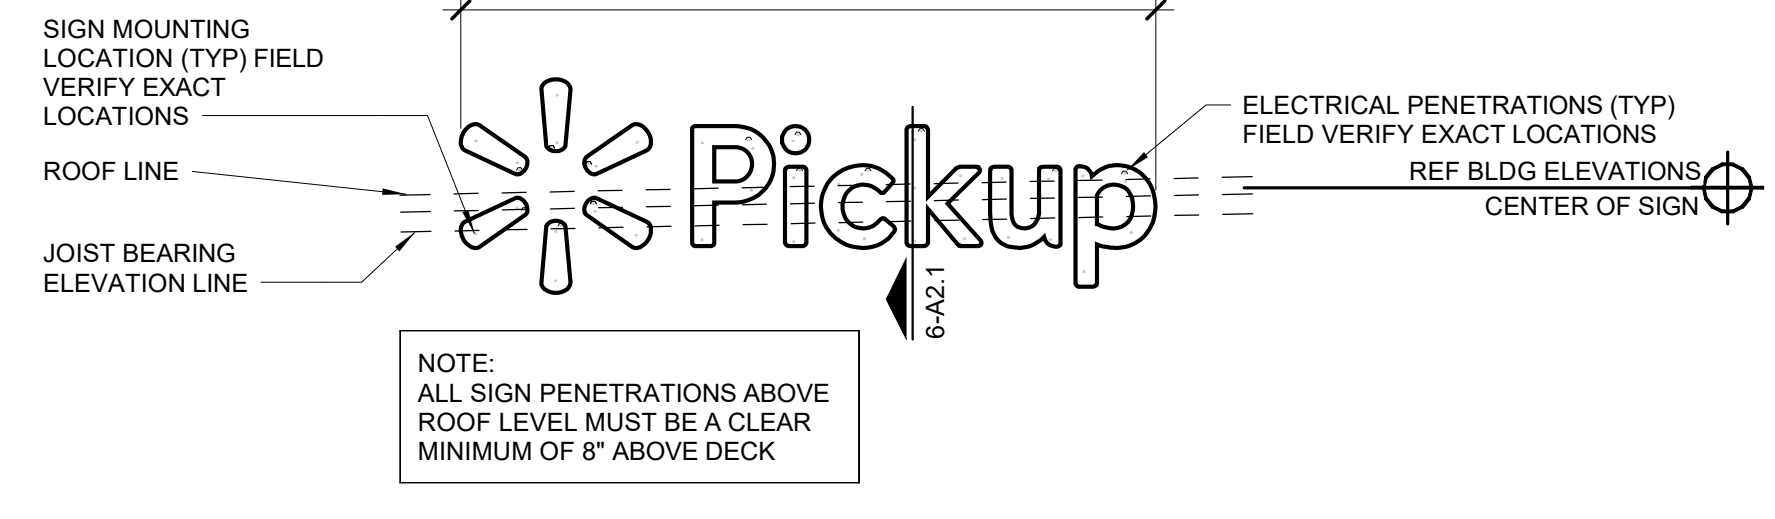 SIGN MOUNTING
LOCATION (TYP) FIELD
VERIFY EXACT
LOCATIONS
ROOF LINE
JOIST BEARING
ELEVATION LINE
Pickup
6-A2.1
ELECTRICAL PENETRATIONS (TYP)
FIELD VERIFY EXACT LOCATIONS
REF BLDG ELEVATIONS
CENTER OF SIGN
NOTE:
ALL SIGN PENETRATIONS ABOVE
ROOF LEVEL MUST BE A CLEAR
MINIMUM OF 8" ABOVE DECK